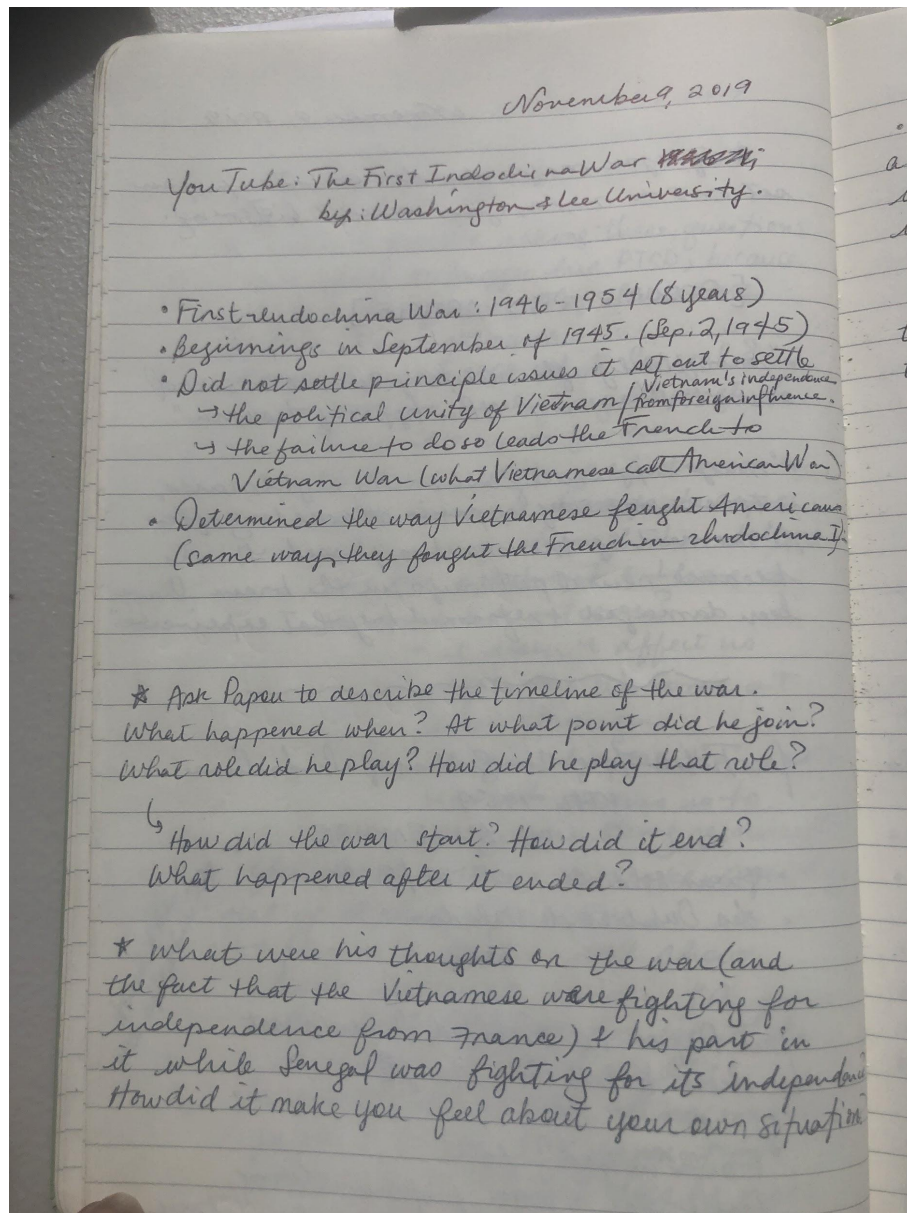 November 9, 2019
YouTube: The First Indochina War
by: Washington & Lee University.
• First Indochina War: 1946-1954 (8 years)
• Beginnings in September of 1945. (Sep. 2, 1945)
• Did not settle principle issues it set out to settle
→ the political unity of Vietnam / Vietnam's independence from foreign influence.
→ the failure to do so leads the French to
Vietnam War (what Vietnamese call American War)
• Determined the way Vietnamese fought Americans
(same way they fought the French in Indochina I).
* Ask Papou to describe the timeline of the war.
What happened when? At what point did he join?
What role did he play? How did he play that role?
↳ How did the war start? How did it end?
What happened after it ended?
* what were his thoughts on the war (and
the fact that the Vietnamese were fighting for
independence from France) & his part in
it while Senegal was fighting for its independence
How did it make you feel about your own situation